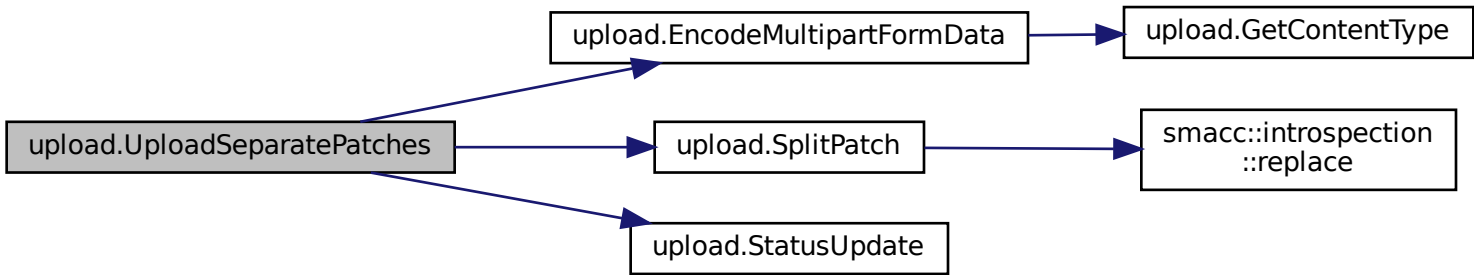 upload.EncodeMultipartFormData
upload.GetContentType
upload.UploadSeparatePatches
upload.SplitPatch
smacc::introspection
::replace
upload.StatusUpdate